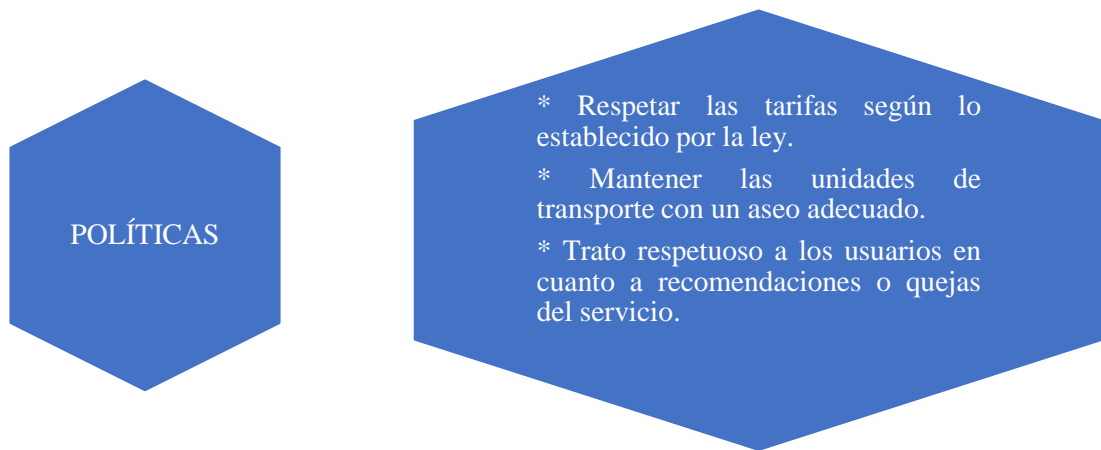 POLÍTICAS
* Respetar las tarifas según lo
establecido por la ley.
* Mantener las unidades de
transporte con un aseo adecuado.
* Trato respetuoso a los usuarios en
cuanto a recomendaciones o quejas
del servicio.